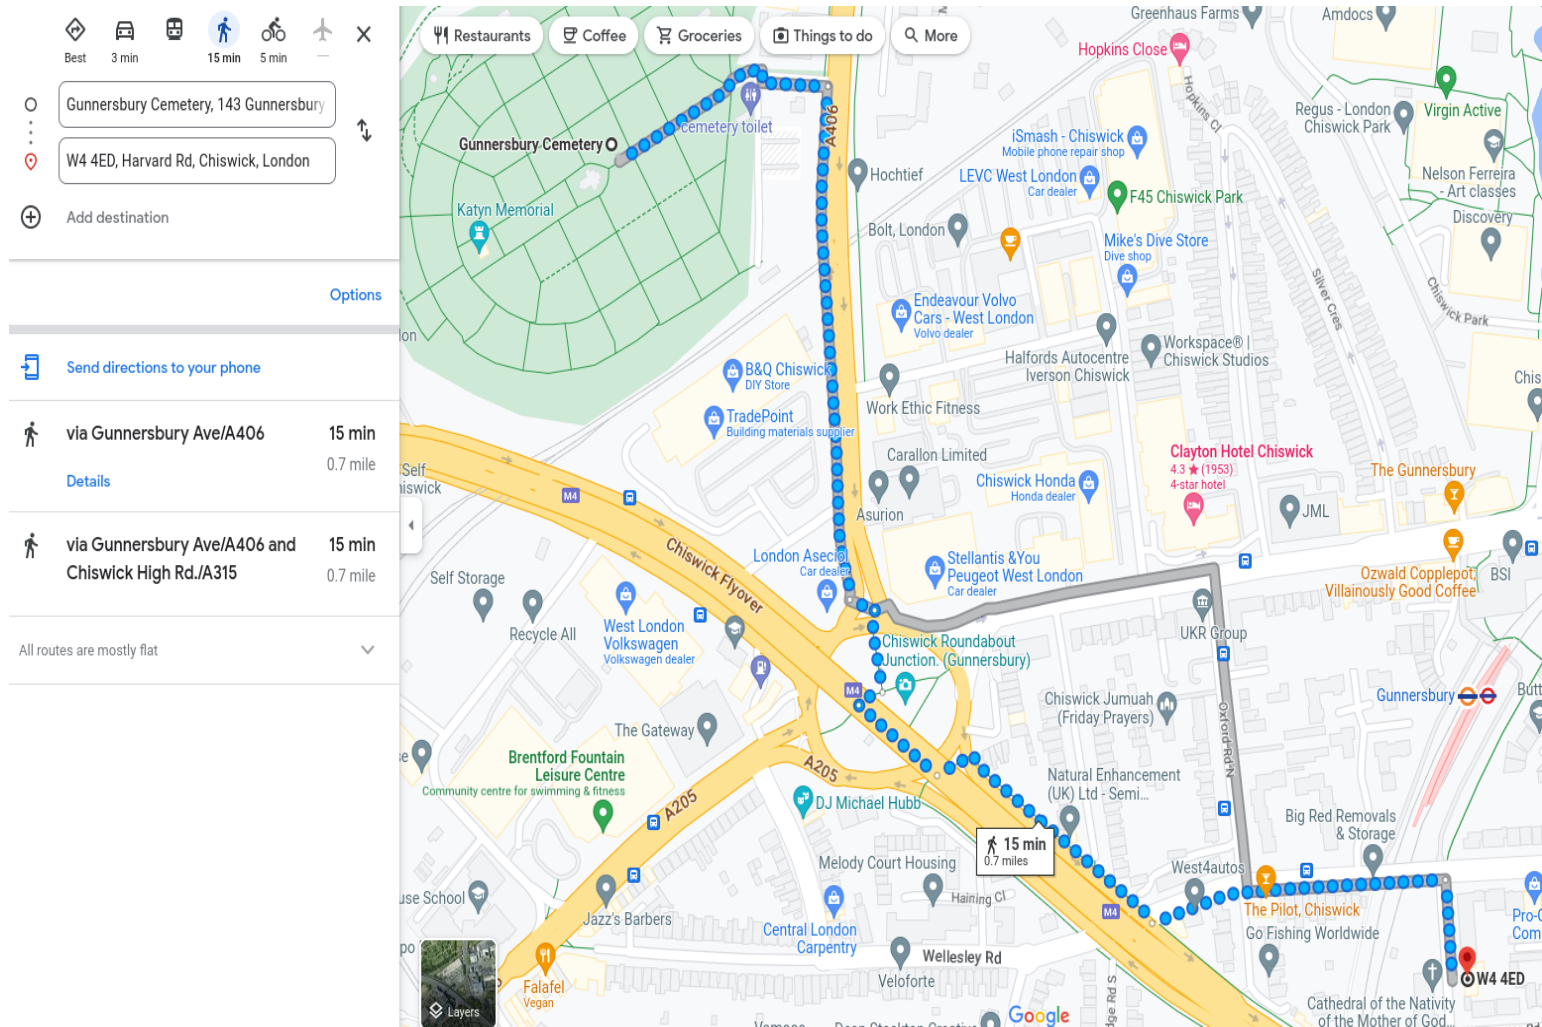 Best
3 min
15 min
5 min
Gunnersbury Cemetery, 143 Gunnersbury
W4 4ED, Harvard Rd, Chiswick, London
Add destination
Options
Send directions to your phone
via Gunnersbury Ave/A406
15 min
0.7 mile
Details
via Gunnersbury Ave/A406 and
Chiswick High Rd./A315
15 min
0.7 mile
All routes are mostly flat
Restaurants
Coffee
Groceries
Things to do
More
Greenhaus Farms
Amdocs
Hopkins Close
Hopkins Cl
Regus - London
Chiswick Park
Virgin Active
cemetery toilet
A406
Gunnersbury Cemetery
iSmash - Chiswick
Mobile phone repair shop
LEVC West London
Car dealer
Hochtief
F45 Chiswick Park
Nelson Ferreira
- Art classes
Discovery
Katyn Memorial
Bolt, London
Mike's Dive Store
Dive shop
Silver Cres
Chiswick Park
Endeavour Volvo
Cars - West London
Volvo dealer
Halfords Autocentre
Iverson Chiswick
Workspace® |
Chiswick Studios
B&Q Chiswick
DIY Store
TradePoint
Building materials supplier
Work Ethic Fitness
Chis
Carallon Limited
Asurion
Chiswick Honda
Honda dealer
Clayton Hotel Chiswick
4.3 ★ (1953)
4-star hotel
The Gunnersbury
JML
Self
niswick
M4
Chiswick Flyover
London Aseciol
Car dealer
Stellantis &You
Peugeot West London
Car dealer
Ozwald Copplepot,
Villainously Good Coffee
BSI
Self Storage
Recycle All
West London
Volkswagen
Volkswagen dealer
UKR Group
Chiswick Roundabout
Junction. (Gunnersbury)
M4
Gunnersbury
Butt
Chiswick Jumuah
(Friday Prayers)
Oxford Rd N
The Gateway
Brentford Fountain
Leisure Centre
Community centre for swimming & fitness
A205
A205
DJ Michael Hubb
Natural Enhancement
(UK) Ltd - Semi...
Big Red Removals
& Storage
15 min
0.7 miles
Melody Court Housing
West4autos
Haining Cl
M4
The Pilot, Chiswick
Go Fishing Worldwide
Pro-C
Com
use School
Jazz's Barbers
Central London
Carpentry
Wellesley Rd
Veloforte
W4 4ED
Falafel
Vegan
Layers
Google
dge Rd S
Cathedral of the Nativity
of the Mother of God...